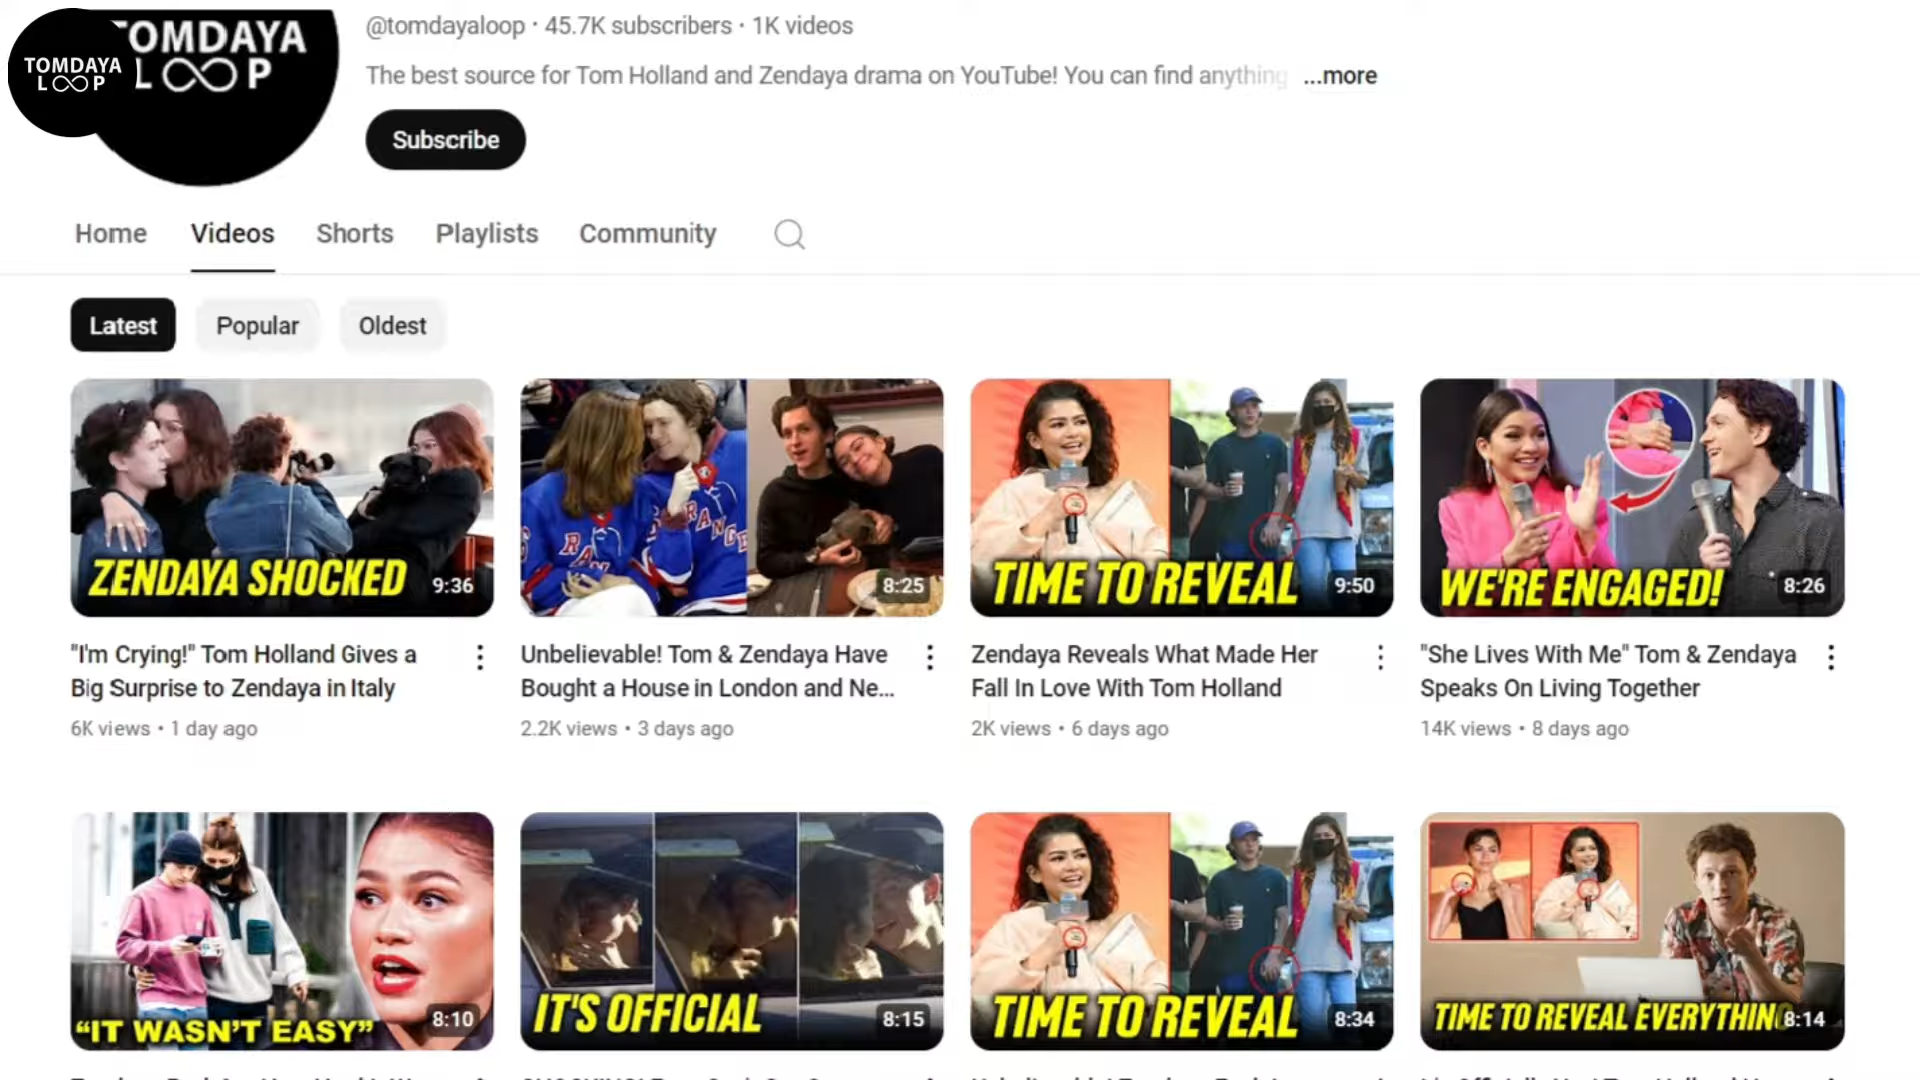 OMDAYA
LOOP
TOMDAYA
LOOP
@tomdayaloop · 45.7K subscribers · 1K videos
The best source for Tom Holland and Zendaya drama on YouTube! You can find anything ...more
Subscribe
Home Videos Shorts Playlists Community
Latest Popular Oldest
ZENDAYA SHOCKED 9:36
8:25
TIME TO REVEAL 9:50
WE'RE ENGAGED! 8:26
"I'm Crying!" Tom Holland Gives a
Big Surprise to Zendaya in Italy
6K views · 1 day ago
Unbelievable! Tom & Zendaya Have
Bought a House in London and Ne...
2.2K views · 3 days ago
Zendaya Reveals What Made Her
Fall In Love With Tom Holland
2K views · 6 days ago
"She Lives With Me" Tom & Zendaya
Speaks On Living Together
14K views · 8 days ago
"IT WASN'T EASY" 8:10
IT'S OFFICIAL 8:15
TIME TO REVEAL 8:34
TIME TO REVEAL EVERYTHIN 8:14